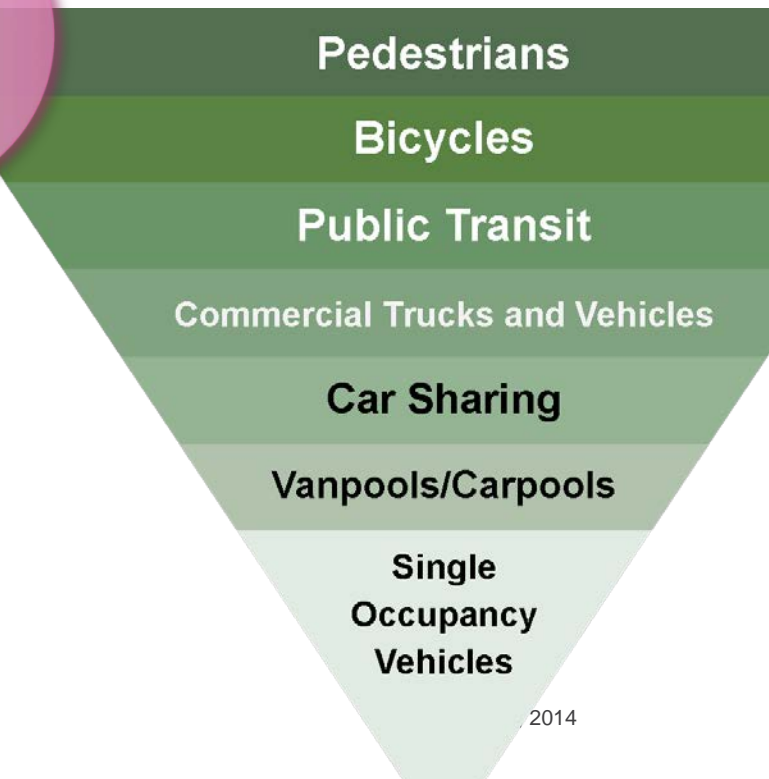 Pedestrians
Bicycles
Public Transit
Commercial Trucks and Vehicles
Car Sharing
Vanpools/Carpools
Single
Occupancy
Vehicles
2014